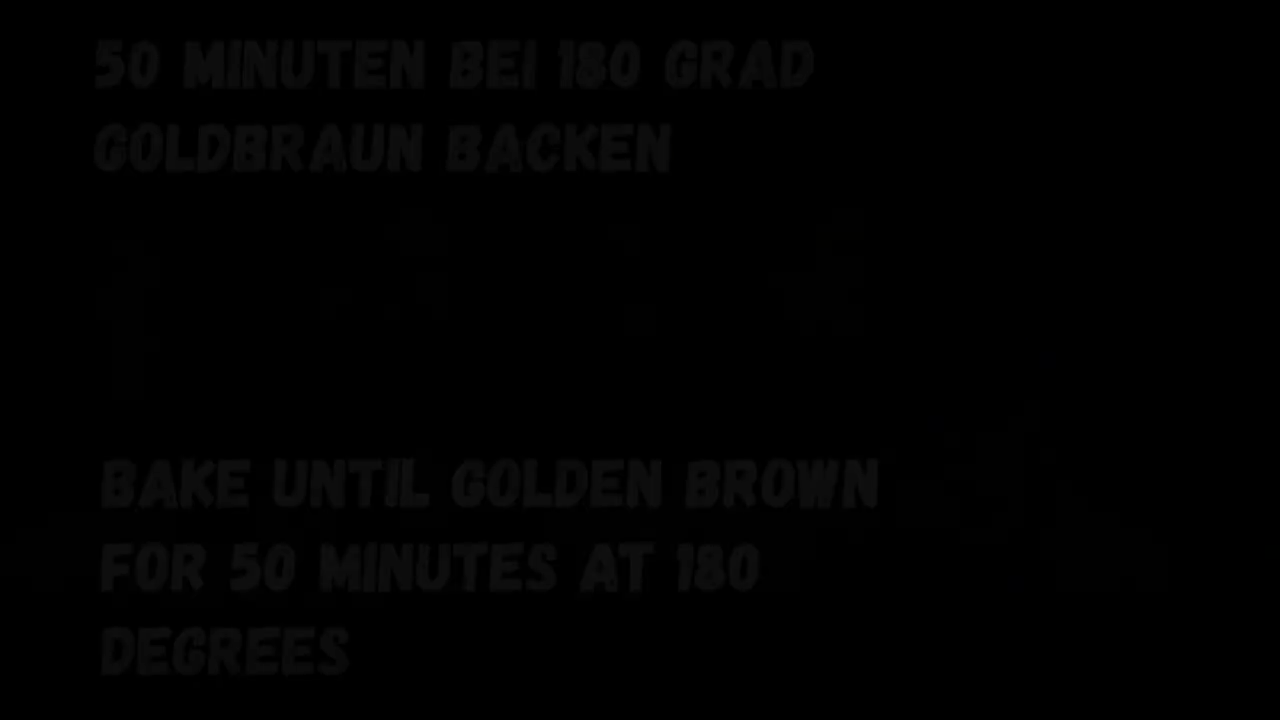 50 MINUTEN BEI 180 GRAD
GOLDBRAUN BACKEN
BAKE UNTIL GOLDEN BROWN
FOR 50 MINUTES AT 180
DEGREES